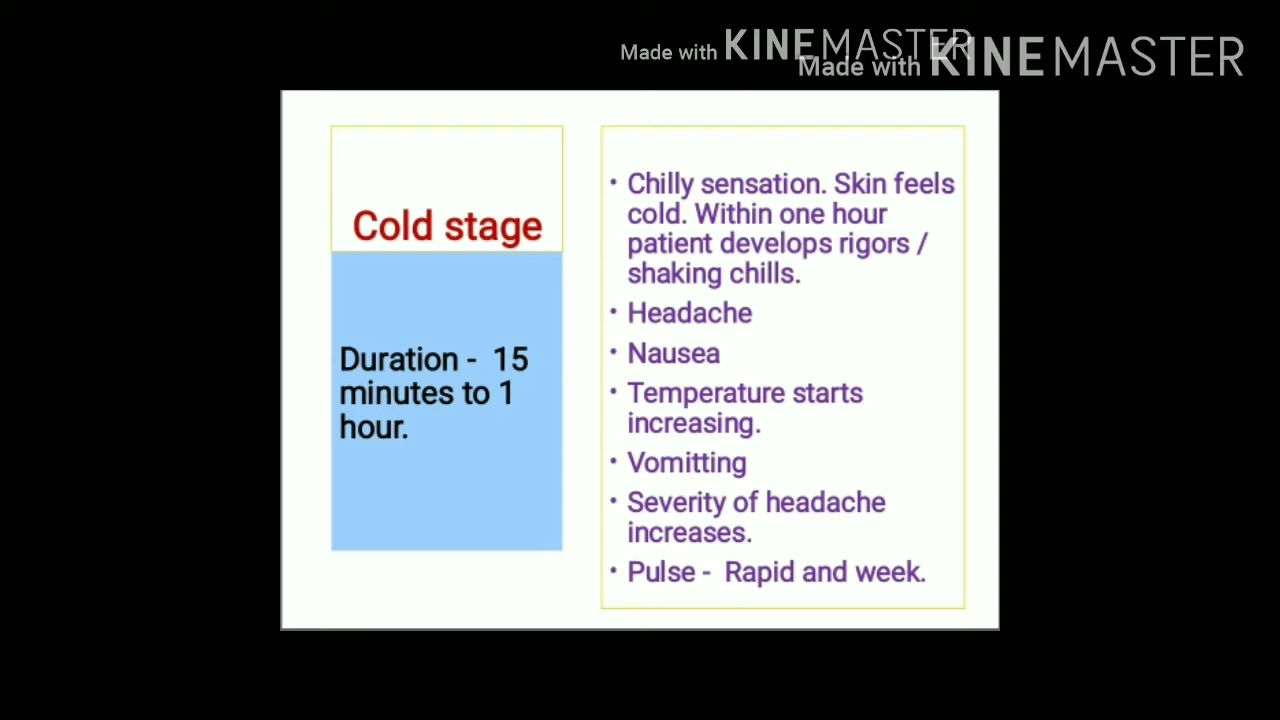 Made with KINEMASTER
Made with KINEMASTER
Cold stage
Duration - 15
minutes to 1
hour.
• Chilly sensation. Skin feels
cold. Within one hour
patient develops rigors /
shaking chills.
• Headache
• Nausea
• Temperature starts
increasing.
• Vomitting
• Severity of headache
increases.
• Pulse - Rapid and week.